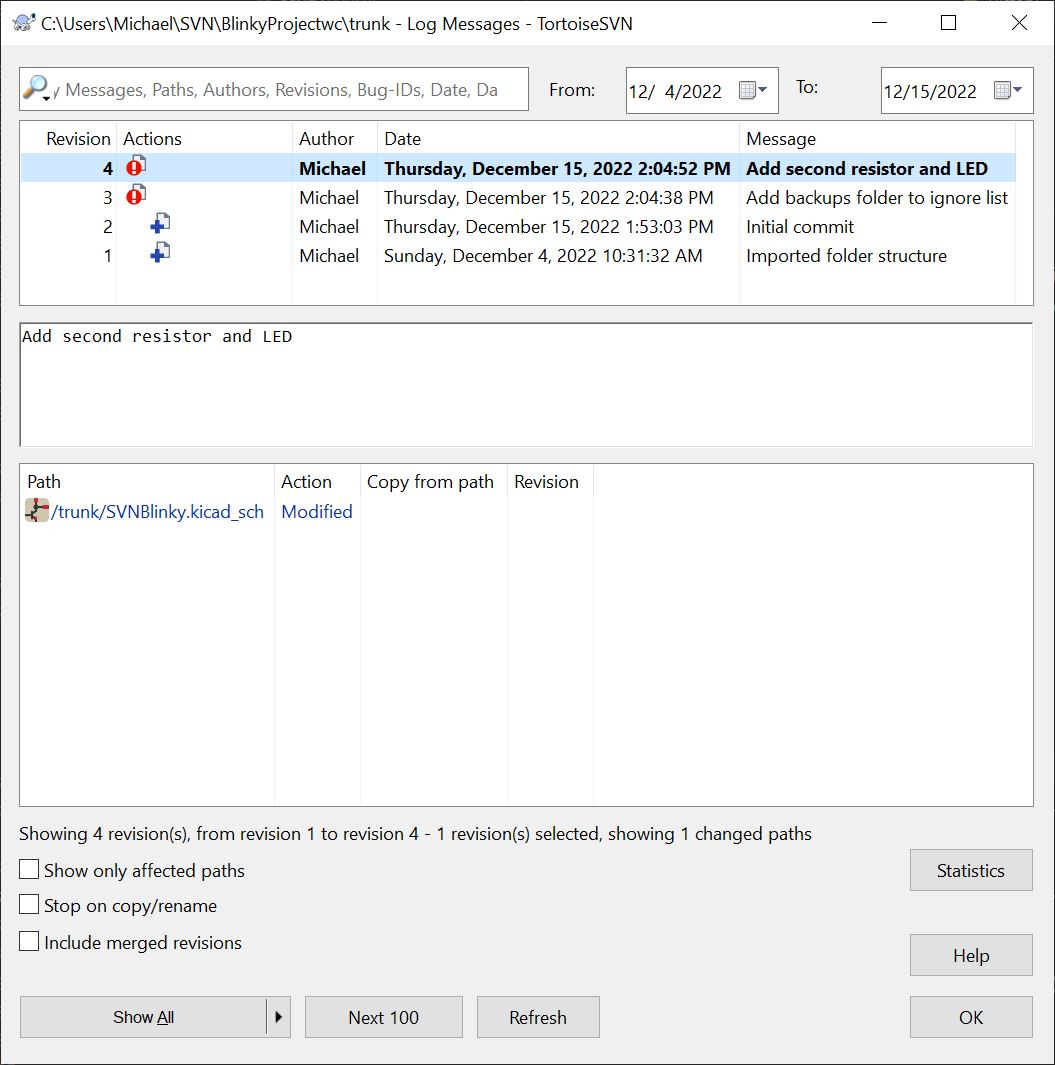 C:\Users\Michael\SVN\BlinkyProjectwc\trunk - Log Messages - TortoiseSVN
Messages, Paths, Authors, Revisions, Bug-IDs, Date, Da From: 12/ 4/2022 To: 12/15/2022
Revision Actions Author Date Message
4 Michael Thursday, December 15, 2022 2:04:52 PM Add second resistor and LED
3 Michael Thursday, December 15, 2022 2:04:38 PM Add backups folder to ignore list
2 Michael Thursday, December 15, 2022 1:53:03 PM Initial commit
1 Michael Sunday, December 4, 2022 10:31:32 AM Imported folder structure
Add second resistor and LED
Path Action Copy from path Revision
/trunk/SVNBlinky.kicad_sch Modified
Showing 4 revision(s), from revision 1 to revision 4 - 1 revision(s) selected, showing 1 changed paths
Show only affected paths
Statistics
Stop on copy/rename
Include merged revisions
Help
Show All Next 100 Refresh OK